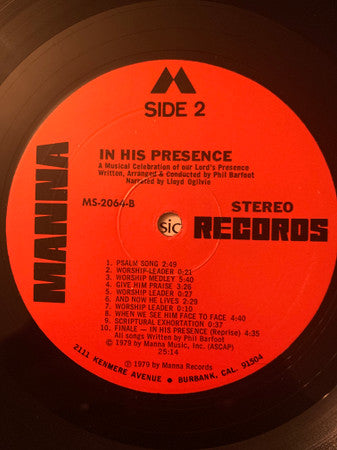 SIDE 2
IN HIS PRESENCE
A Musical Celebration of our Lord's Presence
Written, Arranged & Conducted by Phil Barfoot
Narrated by Lloyd Ogilvie
MS-2064-B
STEREO
MANNA
sic
RECORDS
1. PSALM SONG 2:49
2. WORSHIP-LEADER 0:21
3. WORSHIP MEDLEY 5:40
4. GIVE HIM PRAISE 3:26
5. WORSHIP-LEADER 0:27
6. AND NOW HE LIVES 2:29
7. WORSHIP-LEADER 0:10
8. WHEN WE SEE HIM FACE TO FACE 4:40
9. SCRIPTURAL EXHORTATION 0:37
10. FINALE — IN HIS PRESENCE (Reprise) 4:35
All songs Written by Phil Barfoot
© 1979 by Manna Music, Inc. (ASCAP)
25:14
℗ 1979 by Manna Records
2111 KENMERE AVENUE • BURBANK, CAL. 91504